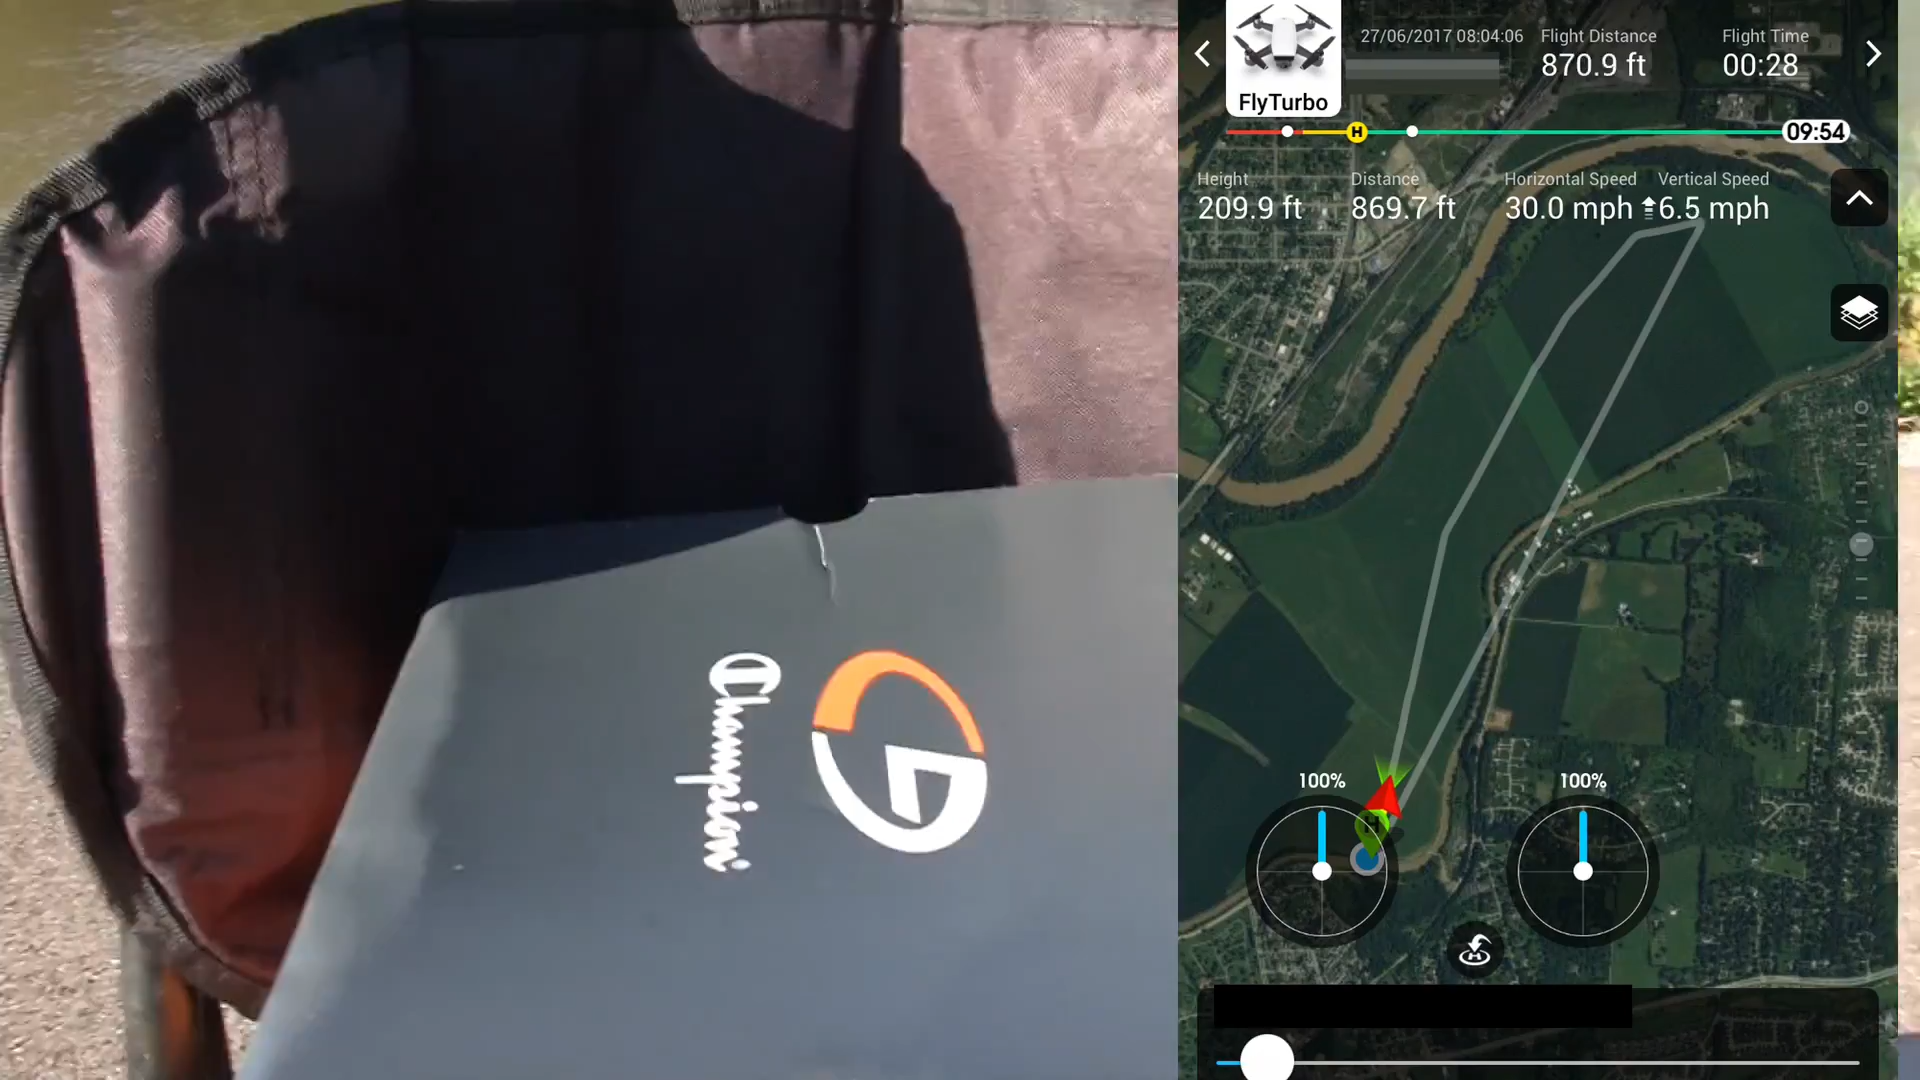 Champion
27/06/2017 08:04:06
Flight Distance
870.9 ft
Flight Time
00:28
FlyTurbo
H
09:54
Height
209.9 ft
Distance
869.7 ft
Horizontal Speed
30.0 mph
Vertical Speed
6.5 mph
100%
100%
H
H